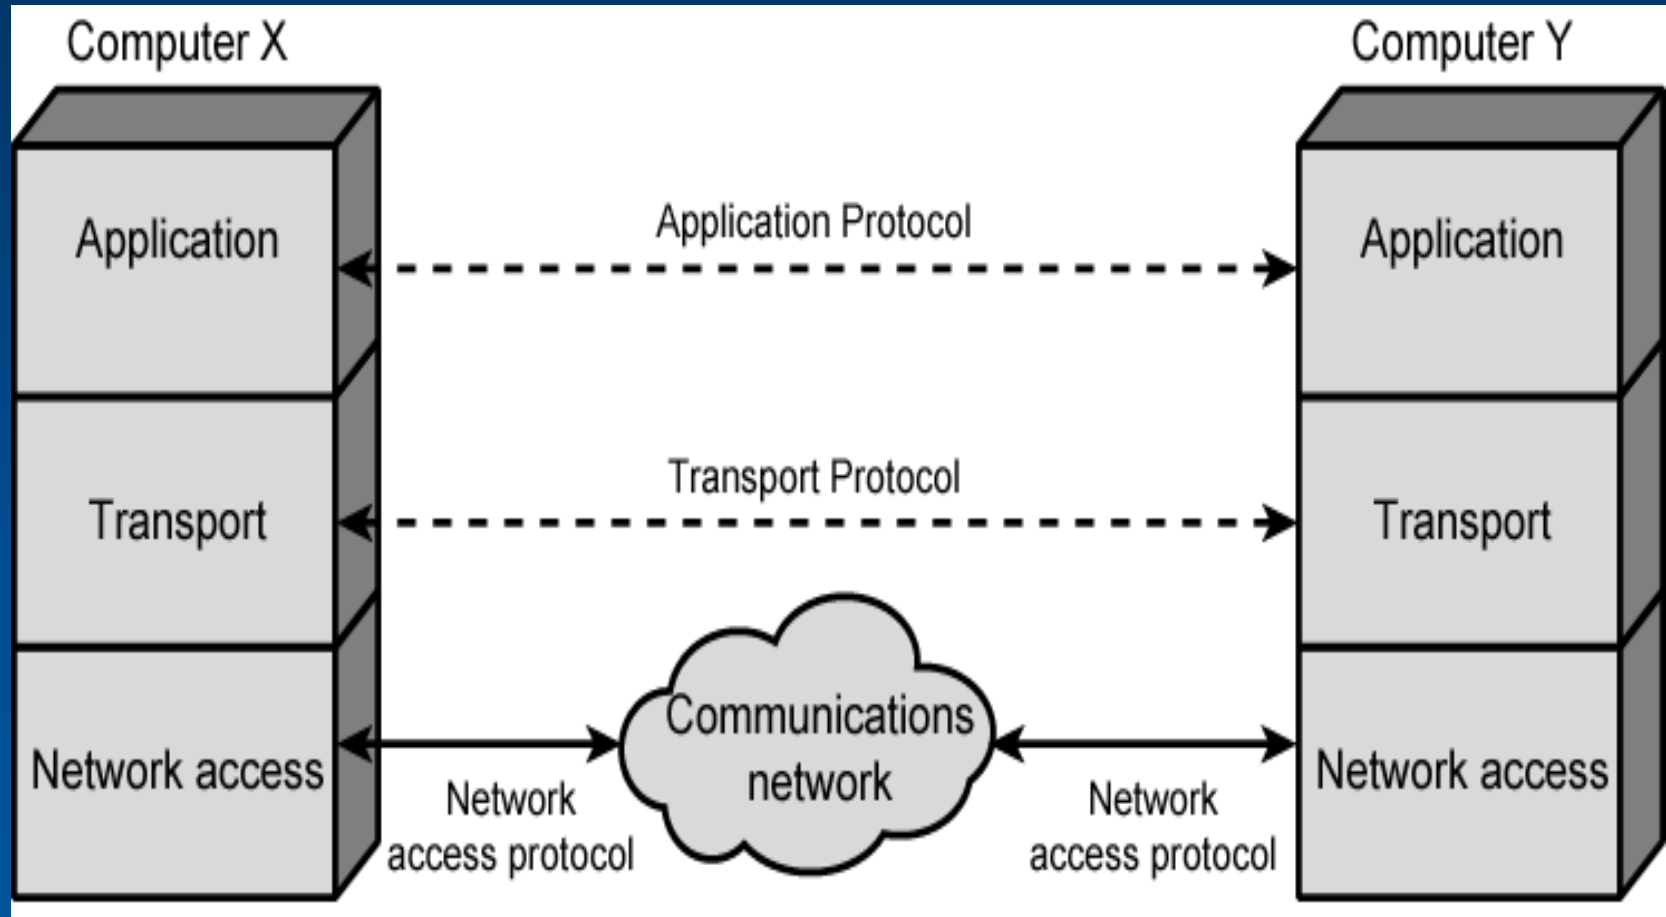 Computer X
Computer Y
Application
Application Protocol
Application
Transport
Transport Protocol
Transport
Network access
Communications
network
Network access
Network
access protocol
Network
access protocol